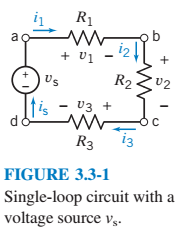 i₁ R₁
a b
+ v₁ −
i₂
+
+ − vₛ R₂ v₂
iₛ − v₃ + −
d c
R₃ i₃
FIGURE 3.3-1
Single-loop circuit with a
voltage source vₛ.